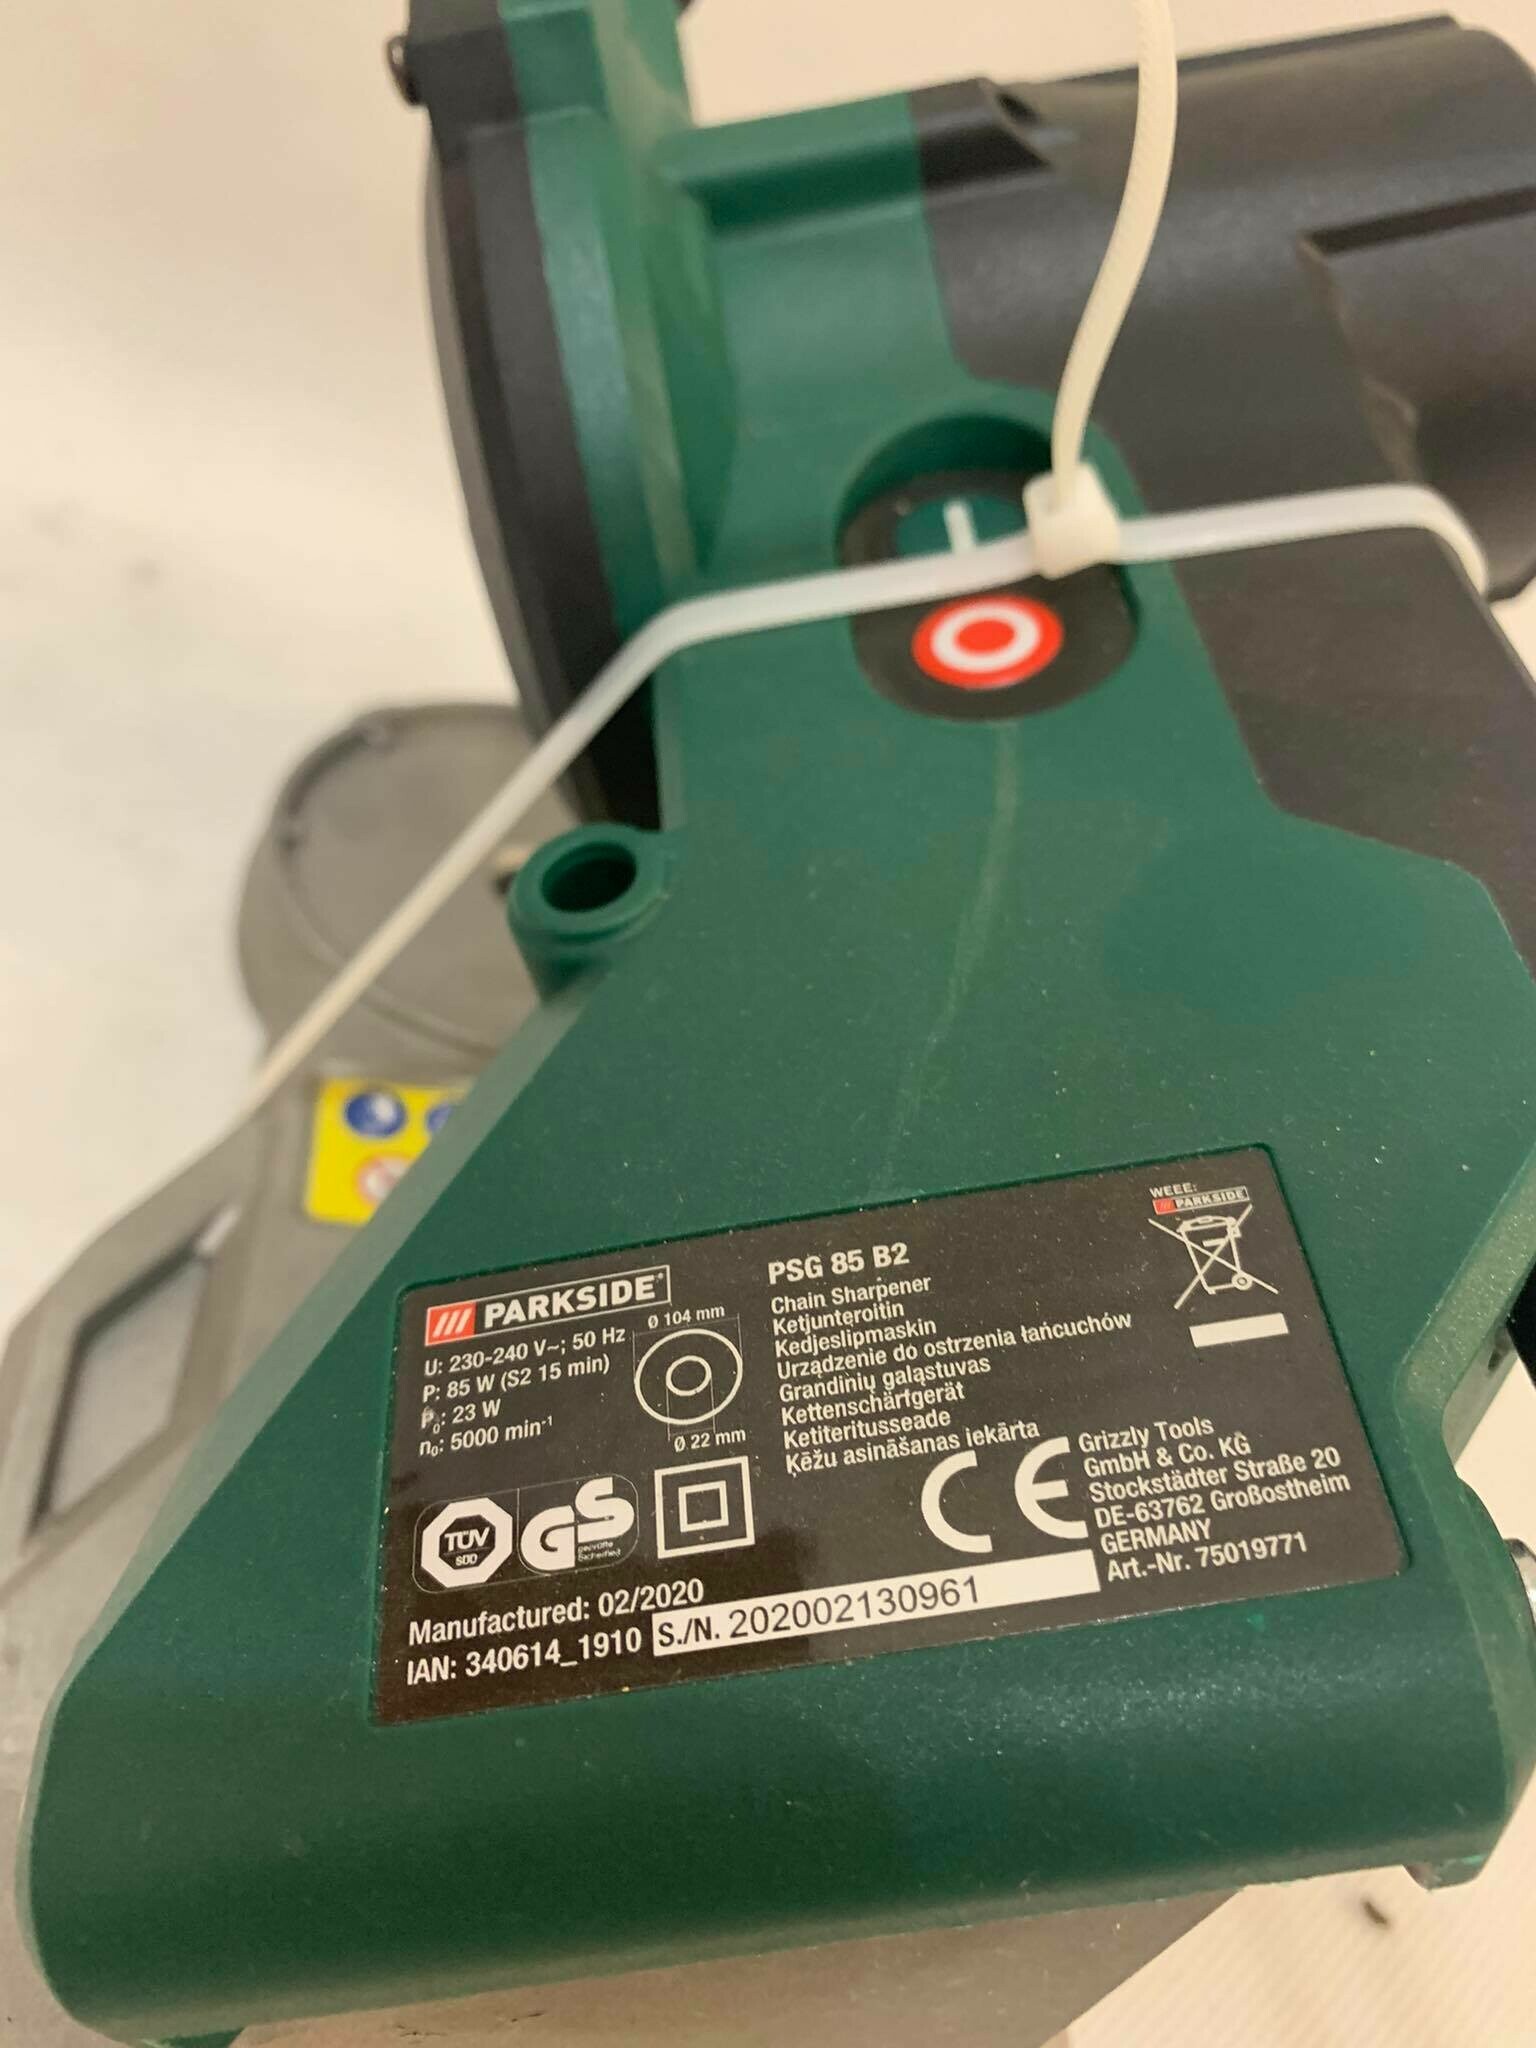 I
PARKSIDE
U: 230-240 V~; 50 Hz
P: 85 W (S2 15 min)
P₀: 23 W
n₀: 5000 min⁻¹
Ø 104 mm
Ø 22 mm
PSG 85 B2
Chain Sharpener
Ketjunteroitin
Kedjeslipmaskin
Urządzenie do ostrzenia łańcuchów
Grandinių galąstuvas
Kettenschärfgerät
Ketiteritusseade
Ķēžu asināšanas iekārta
WEEE:
PARKSIDE
TÜV
SÜD
GS
geprüfte
Sicherheit
CE
Grizzly Tools
GmbH & Co. KG
Stockstädter Straße 20
DE-63762 Großostheim
GERMANY
Art.-Nr. 75019771
Manufactured: 02/2020
IAN: 340614_1910
S./N. 202002130961